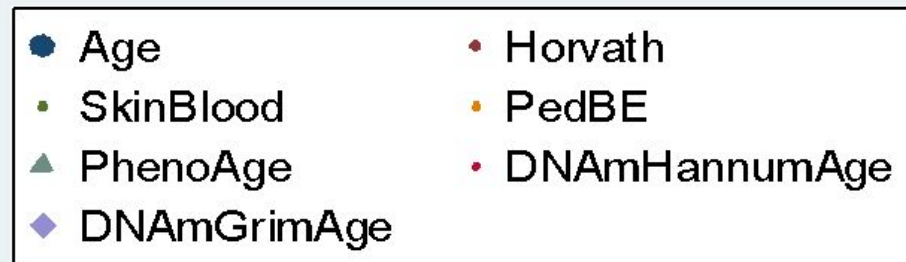 Age
Horvath
SkinBlood
PedBE
PhenoAge
DNAmHannumAge
DNAmGrimAge